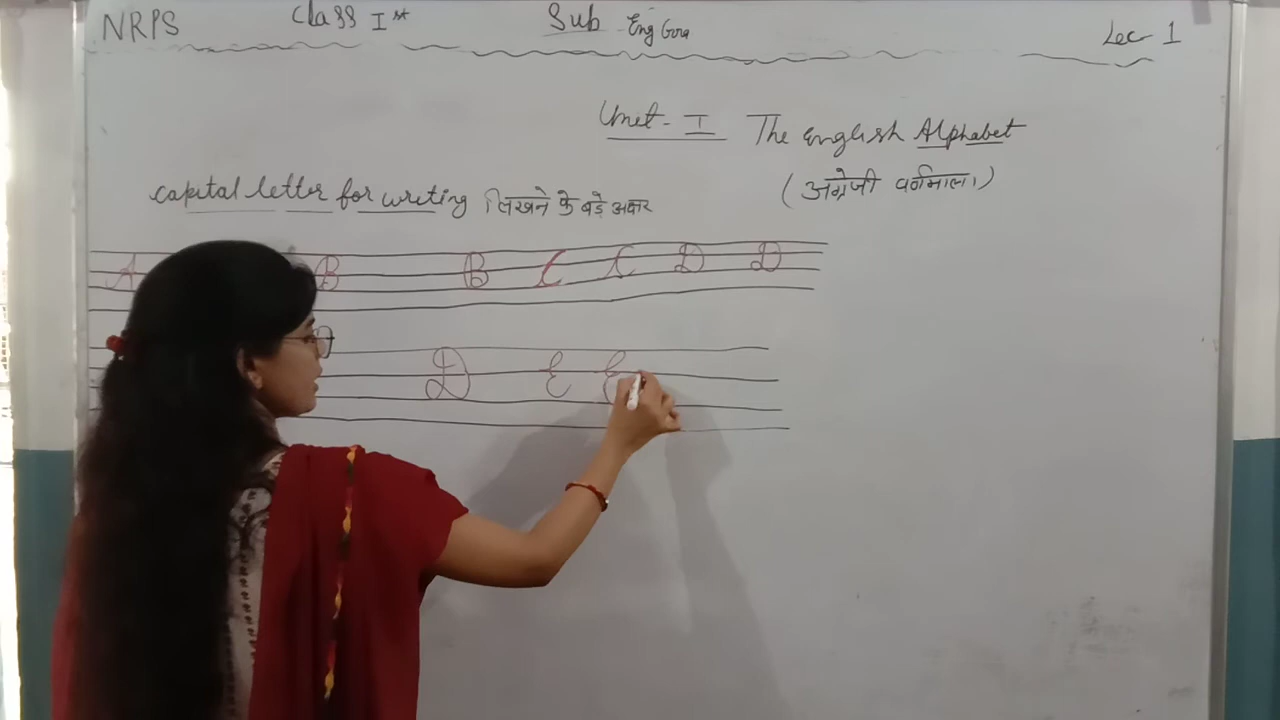 NRPS Class Ist Sub Eng Gra Lec 1
Unit - I The English Alphabet
(अंग्रेजी वर्णमाला)
capital letter for writing लिखने के बड़े अक्षर
A B B C C D D
D E E